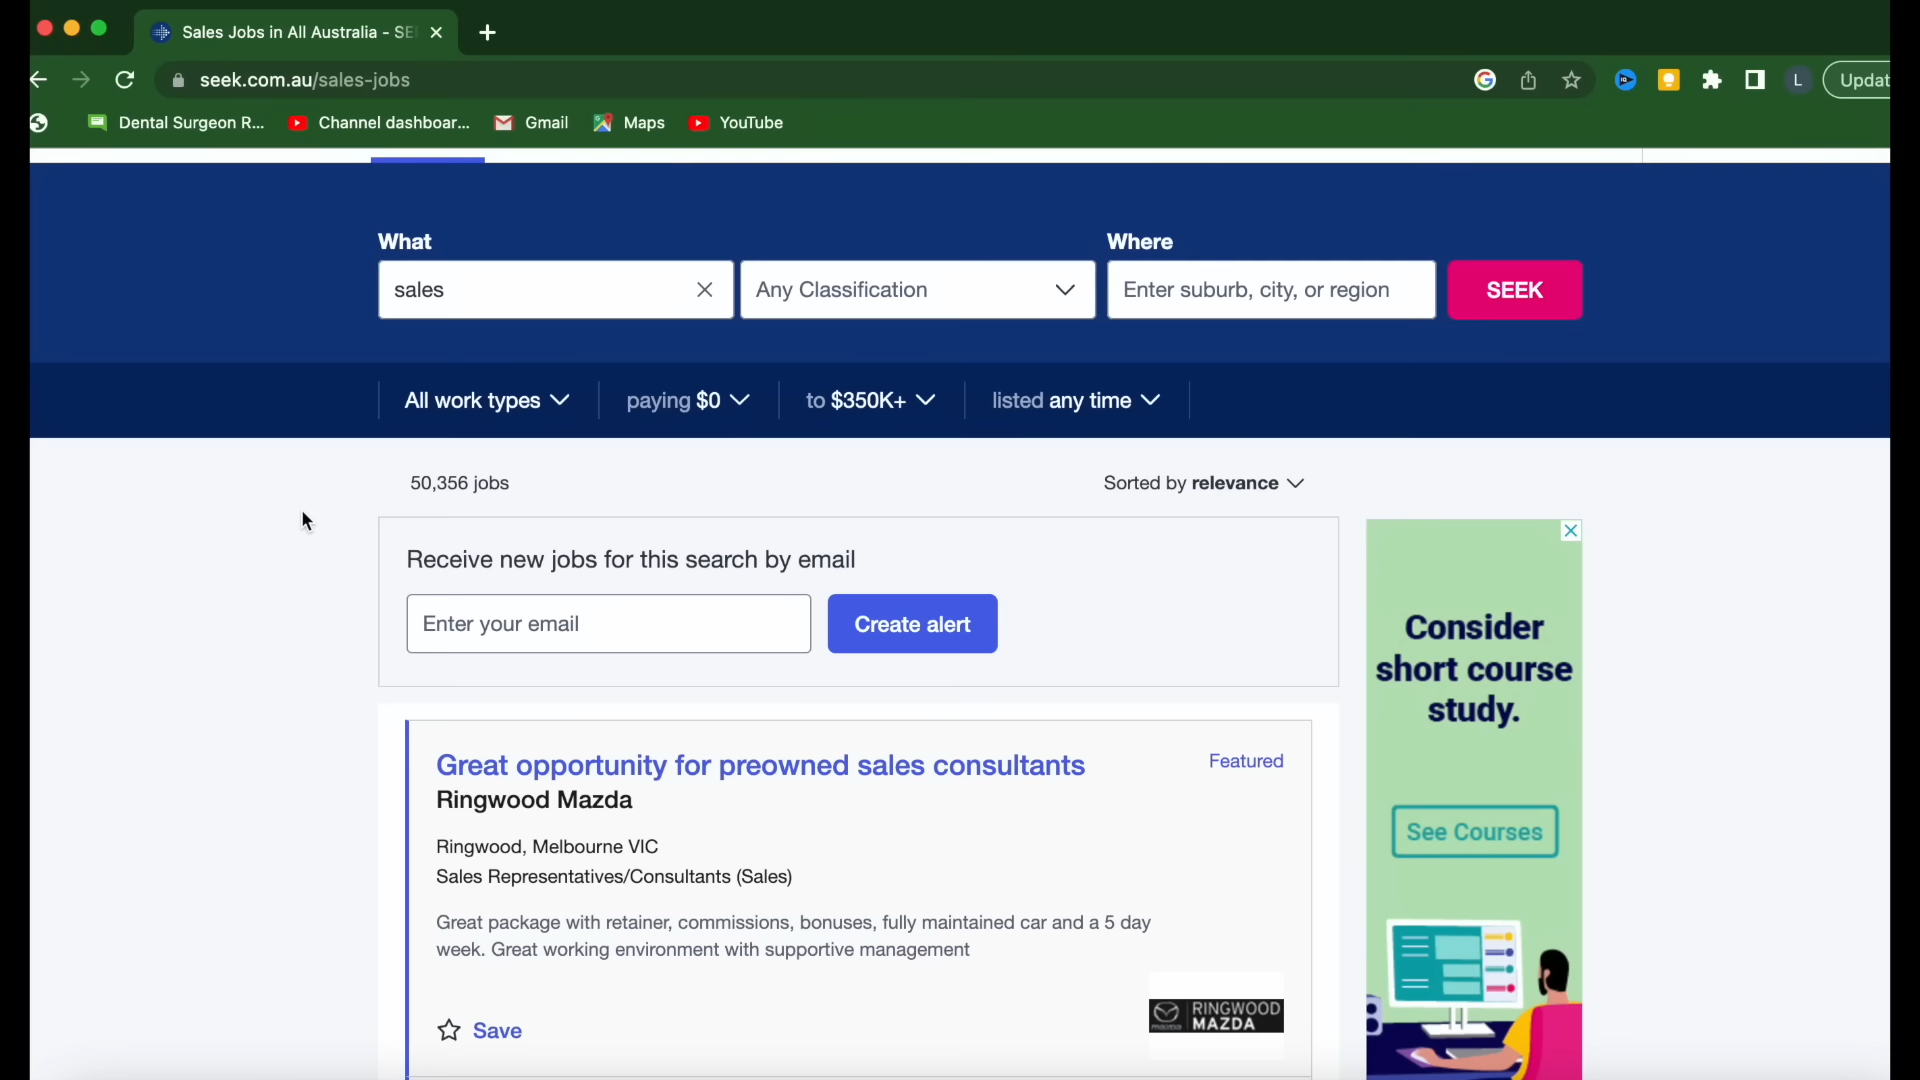 Sales Jobs in All Australia - SE
seek.com.au/sales-jobs
L
Updat
Dental Surgeon R...
Channel dashboar...
Gmail
Maps
YouTube
What
Where
sales
Any Classification
Enter suburb, city, or region
SEEK
All work types
paying $0
to $350K+
listed any time
50,356 jobs
Sorted by relevance
Receive new jobs for this search by email
Enter your email
Create alert
Consider
short course
study.
See Courses
Great opportunity for preowned sales consultants
Featured
Ringwood Mazda
Ringwood, Melbourne VIC
Sales Representatives/Consultants (Sales)
Great package with retainer, commissions, bonuses, fully maintained car and a 5 day
week. Great working environment with supportive management
Save
RINGWOOD
MAZDA